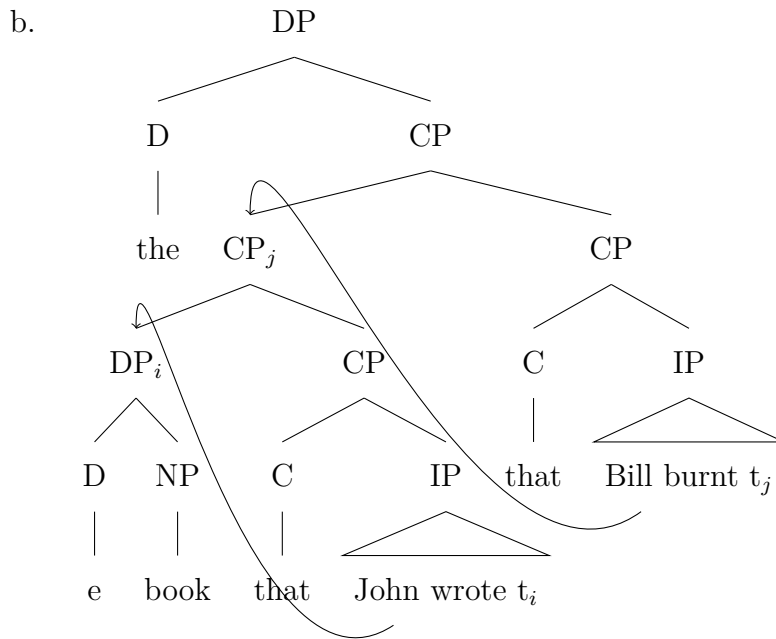 b. DP
D CP
the CP_j CP
DP_i CP C IP
D NP C IP that Bill burnt t_j
e book that John wrote t_i